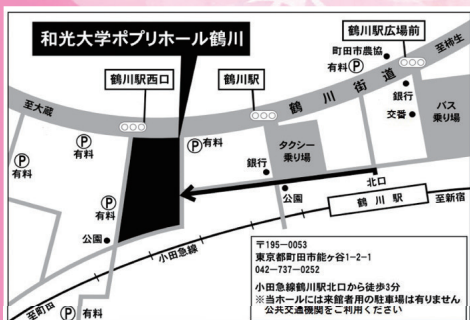 和光大学ポプリホール鶴川
鶴川駅広場前
至柿生
町田市農協
有料Ⓟ
鶴川駅西口
鶴川駅
鶴川街道
銀行
交番
バス
乗り場
至大蔵
Ⓟ
有料
Ⓟ有料
タクシー
乗り場
銀行
Ⓟ
有料
北口
Ⓟ
有料
公園
鶴川駅
至新宿
公園
小田急線
至町田
Ⓟ
有料
〒195-0053
東京都町田市能ヶ谷1-2-1
042-737-0252
小田急線鶴川駅北口から徒歩3分
※当ホールには来館者用の駐車場は有りません
公共交通機関をご利用ください